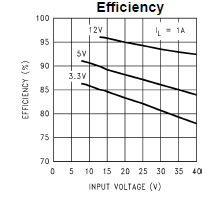 Efficiency
100
95
90
85
80
75
70
EFFICIENCY (%)
12V
I_L = 1A
5V
3.3V
0 5 10 15 20 25 30 35 40
INPUT VOLTAGE (V)